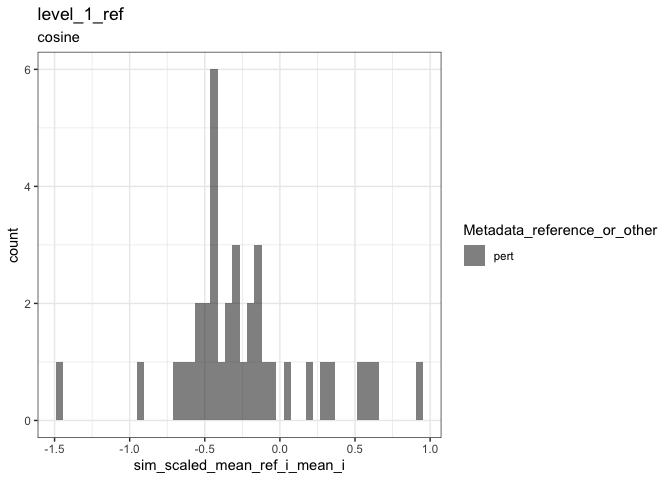 level_1_ref
cosine
6
4
2
0
count
-1.5 -1.0 -0.5 0.0 0.5 1.0
sim_scaled_mean_ref_i_mean_i
Metadata_reference_or_other
pert